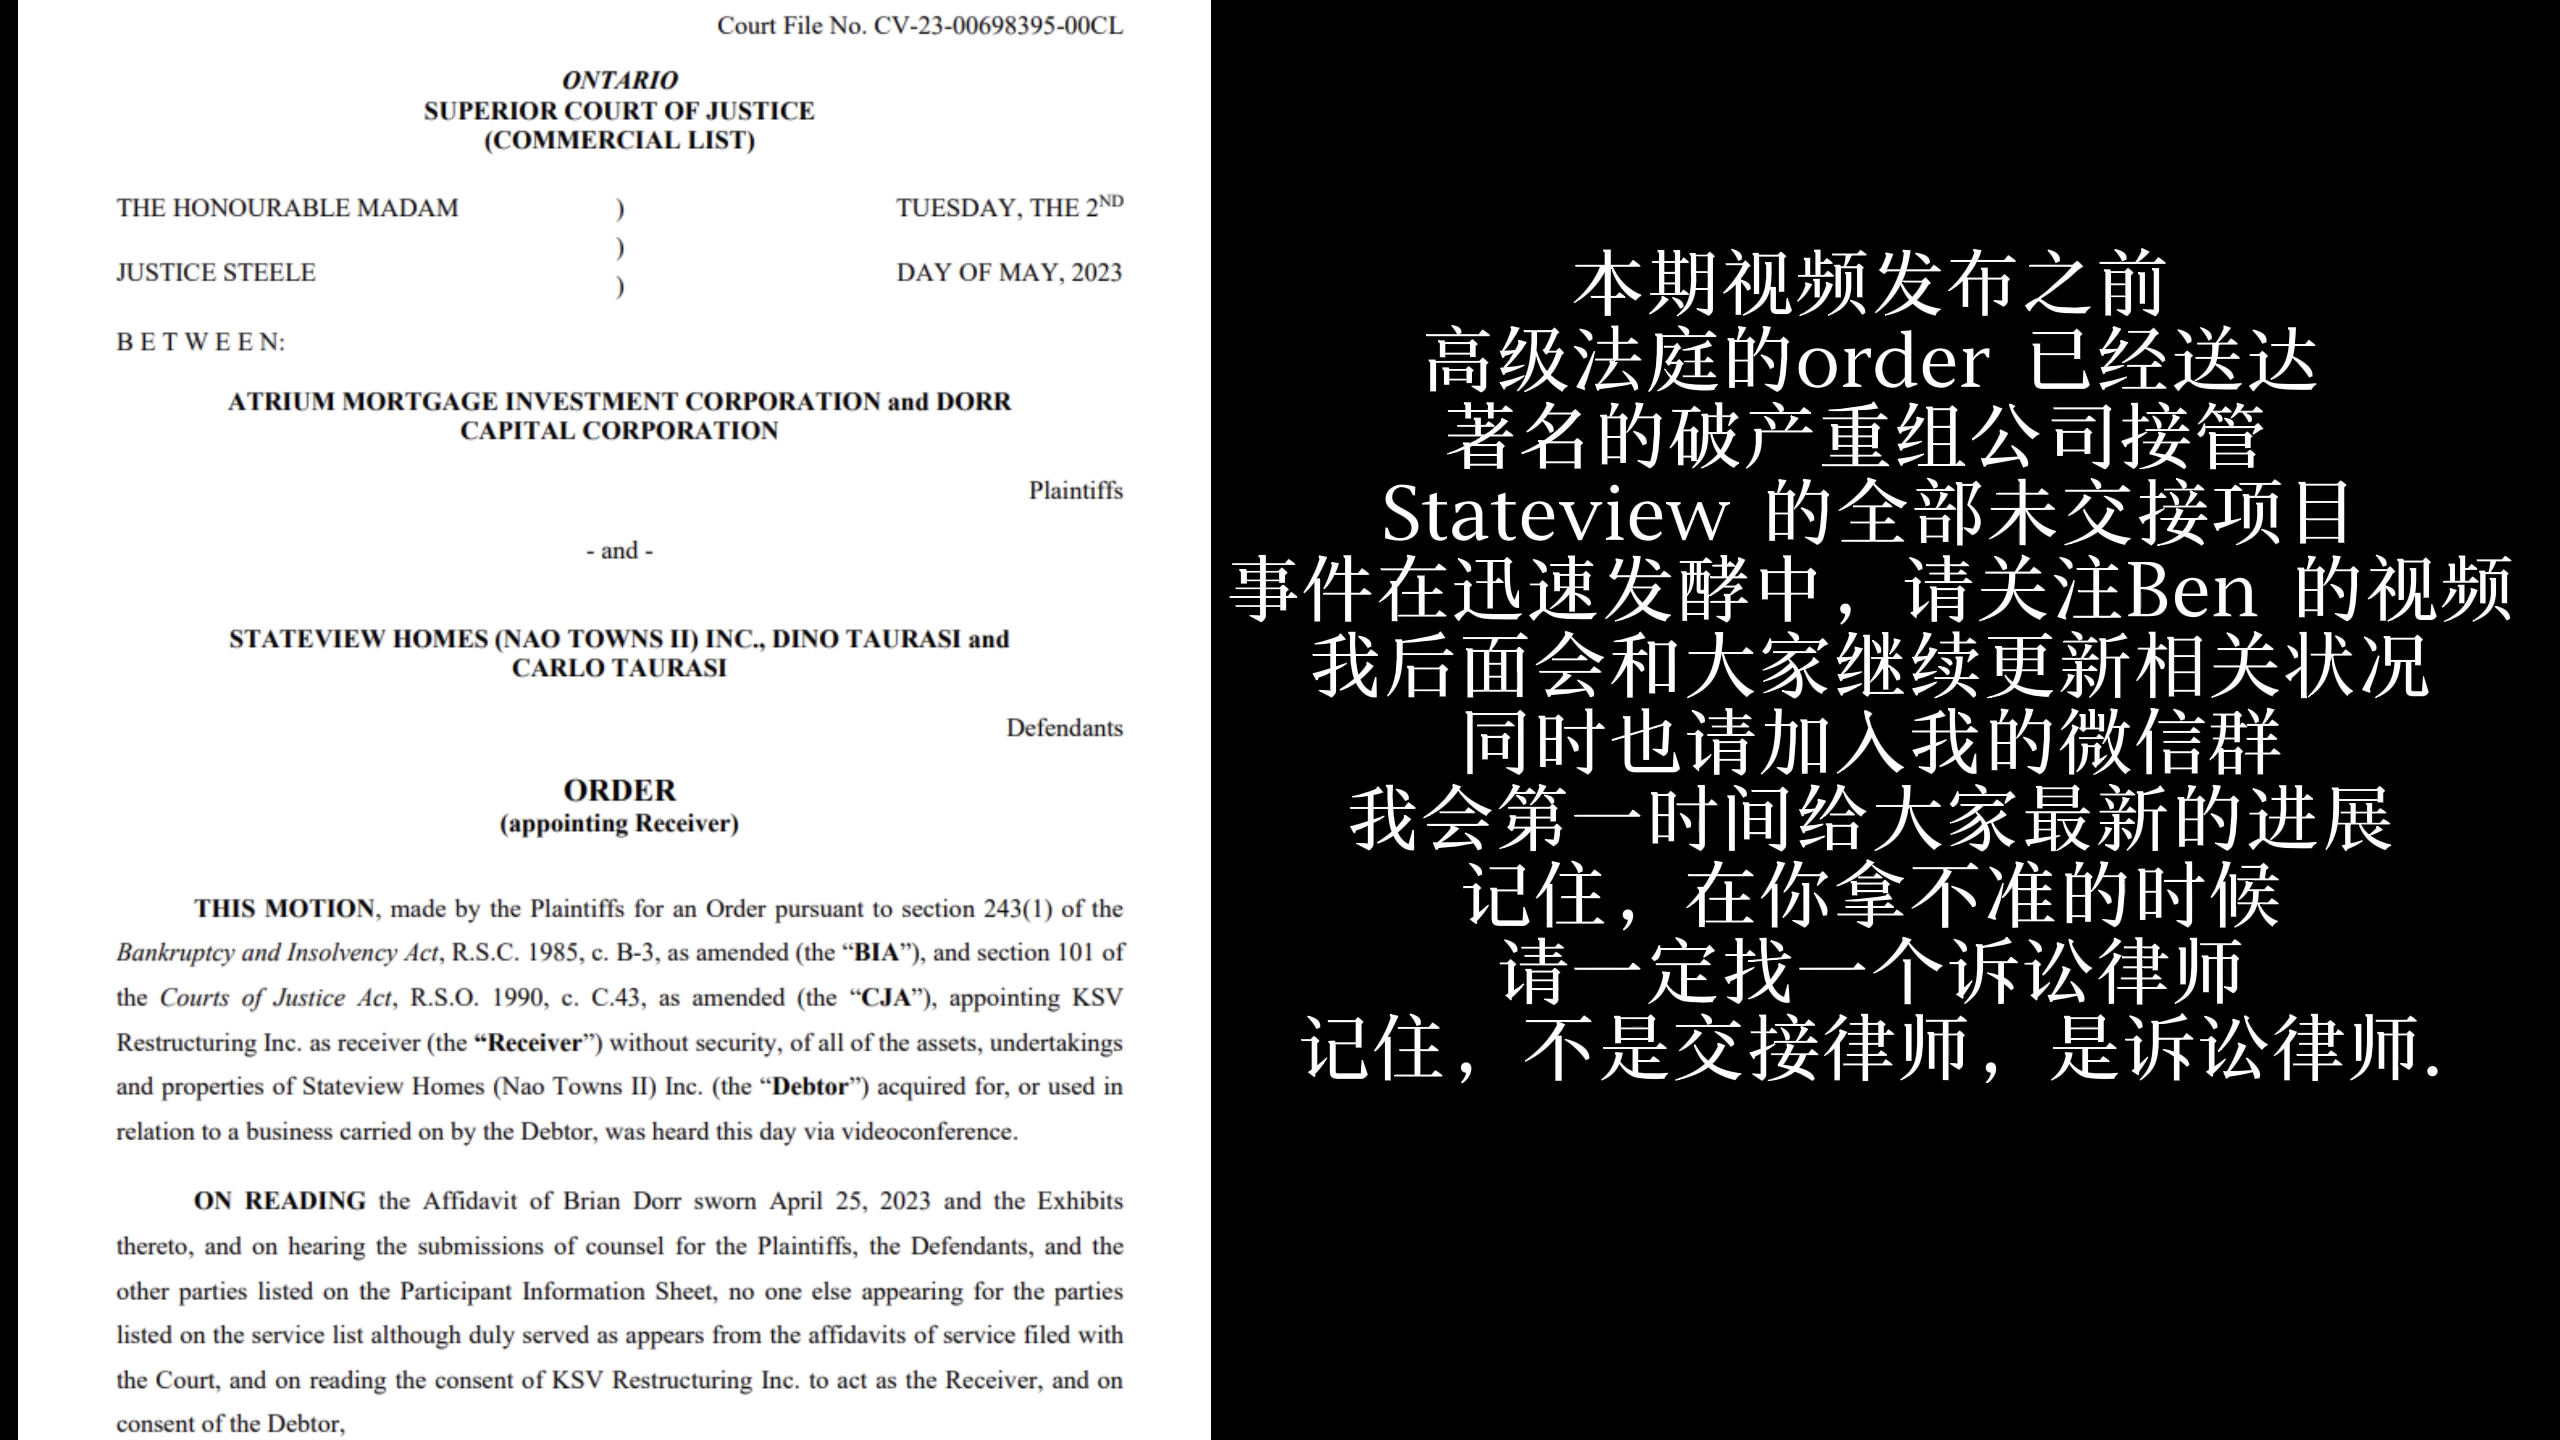 Court File No. CV-23-00698395-00CL
ONTARIO
SUPERIOR COURT OF JUSTICE
(COMMERCIAL LIST)
THE HONOURABLE MADAM ) TUESDAY, THE 2ND
)
JUSTICE STEELE ) DAY OF MAY, 2023
B E T W E E N:
ATRIUM MORTGAGE INVESTMENT CORPORATION and DORR
CAPITAL CORPORATION
Plaintiffs
- and -
STATEVIEW HOMES (NAO TOWNS II) INC., DINO TAURASI and
CARLO TAURASI
Defendants
ORDER
(appointing Receiver)
THIS MOTION, made by the Plaintiffs for an Order pursuant to section 243(1) of the
Bankruptcy and Insolvency Act, R.S.C. 1985, c. B-3, as amended (the “BIA”), and section 101 of
the Courts of Justice Act, R.S.O. 1990, c. C.43, as amended (the “CJA”), appointing KSV
Restructuring Inc. as receiver (the “Receiver”) without security, of all of the assets, undertakings
and properties of Stateview Homes (Nao Towns II) Inc. (the “Debtor”) acquired for, or used in
relation to a business carried on by the Debtor, was heard this day via videoconference.
ON READING the Affidavit of Brian Dorr sworn April 25, 2023 and the Exhibits
thereto, and on hearing the submissions of counsel for the Plaintiffs, the Defendants, and the
other parties listed on the Participant Information Sheet, no one else appearing for the parties
listed on the service list although duly served as appears from the affidavits of service filed with
the Court, and on reading the consent of KSV Restructuring Inc. to act as the Receiver, and on
consent of the Debtor,
本期视频发布之前
高级法庭的order 已经送达
著名的破产重组公司接管
Stateview 的全部未交接项目
事件在迅速发酵中，请关注Ben 的视频
我后面会和大家继续更新相关状况
同时也请加入我的微信群
我会第一时间给大家最新的进展
记住，在你拿不准的时候
请一定找一个诉讼律师
记住，不是交接律师，是诉讼律师.